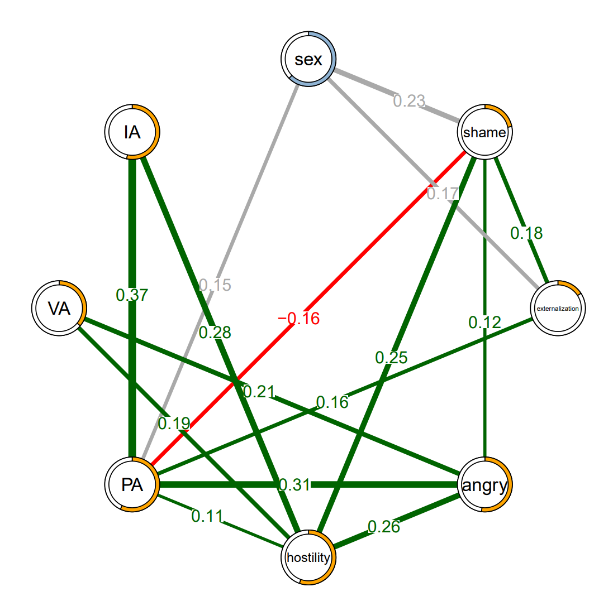 sex
0.23
IA
shame
0.17
0.18
0.15
0.37
VA
externalization
−0.16
0.12
0.28
0.25
0.21
0.16
0.19
PA
0.31
angry
0.11
0.26
hostility